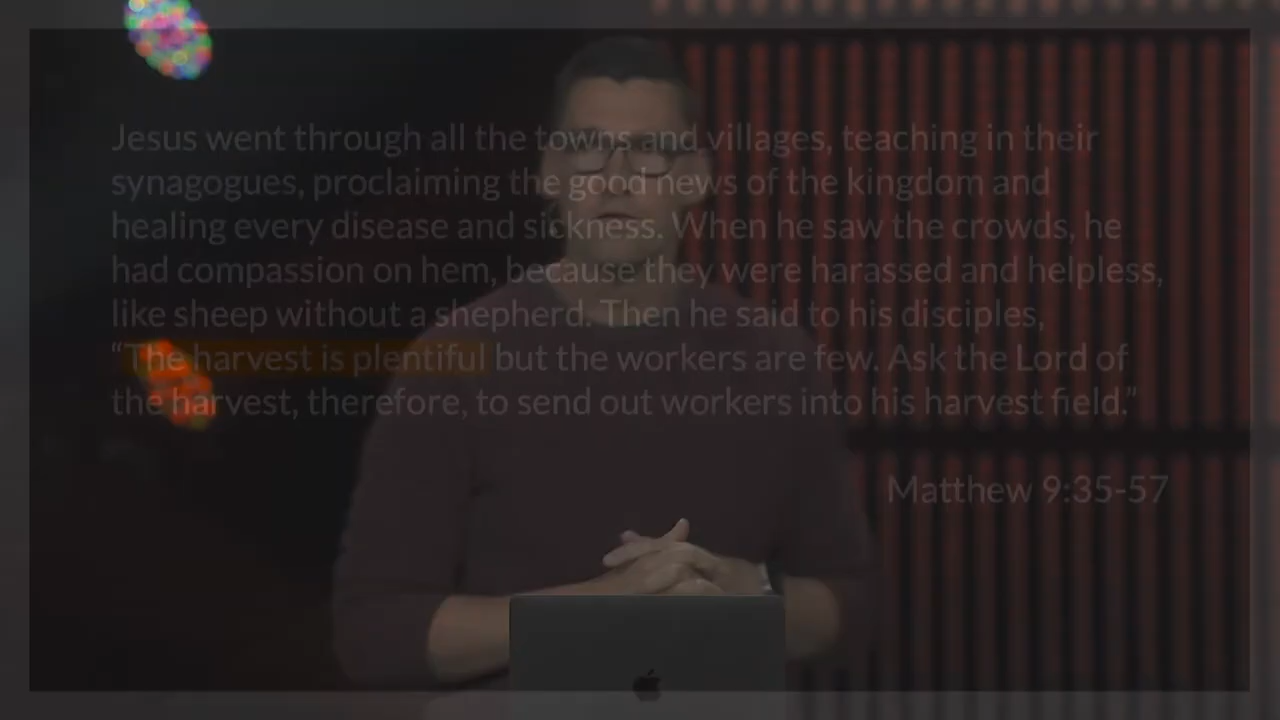 Jesus went through all the towns and villages, teaching in their
synagogues, proclaiming the good news of the kingdom and
healing every disease and sickness. When he saw the crowds, he
had compassion on hem, because they were harassed and helpless,
like sheep without a shepherd. Then he said to his disciples,
“The harvest is plentiful but the workers are few. Ask the Lord of
the harvest, therefore, to send out workers into his harvest field.”
Matthew 9:35-57